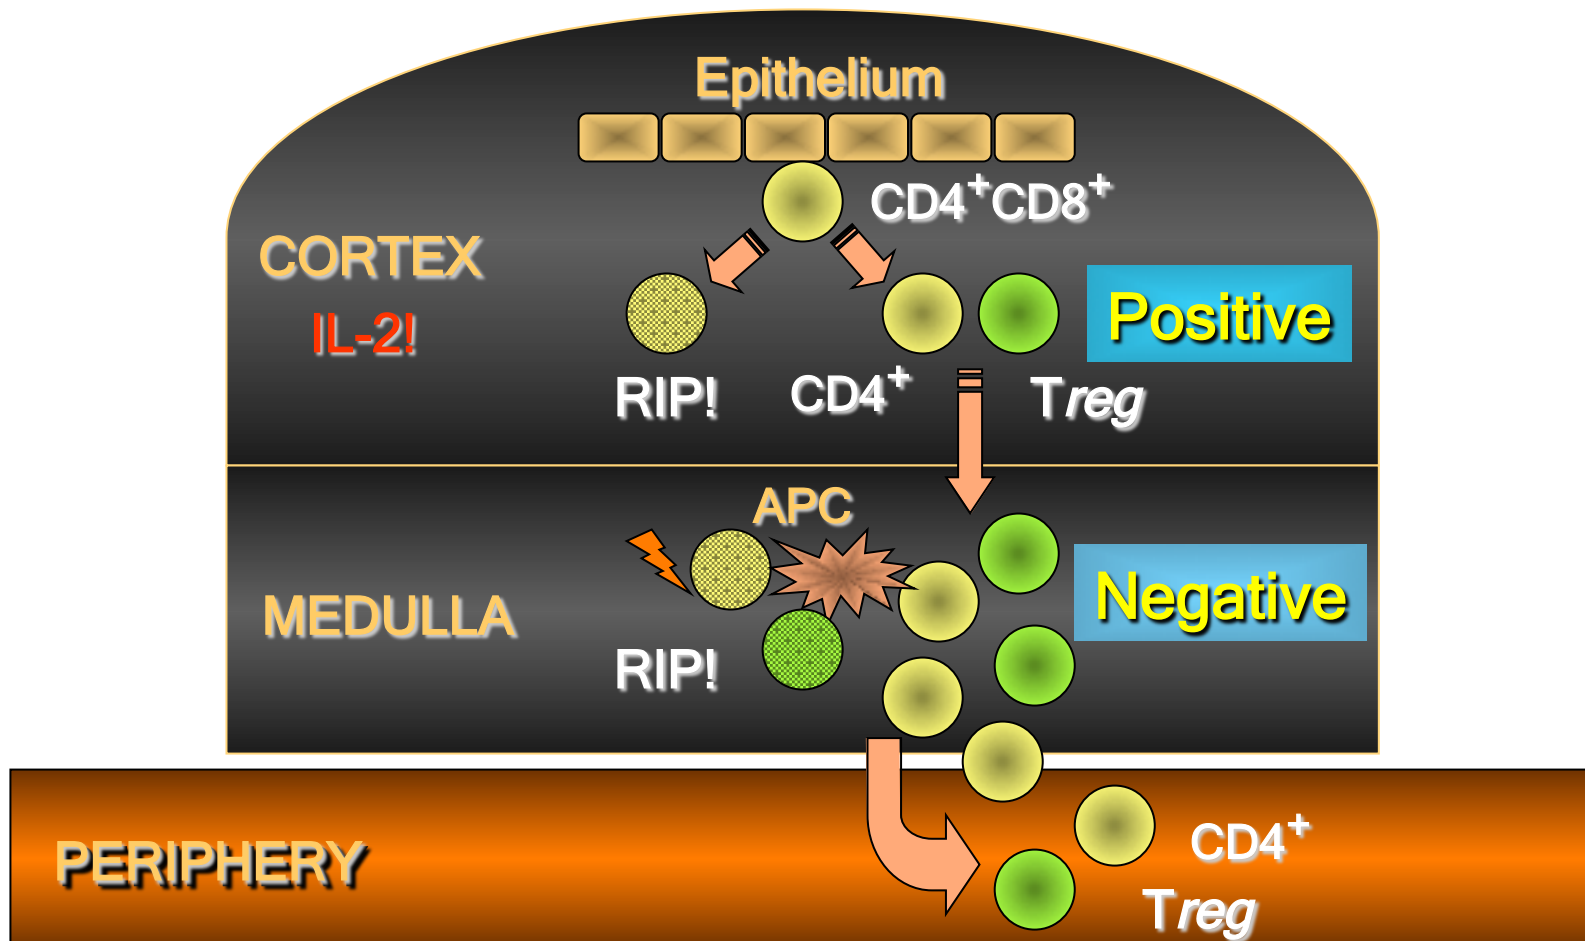 Epithelium
CD4⁺CD8⁺
CORTEX
IL-2!
Positive
RIP!
CD4⁺
Treg
APC
Negative
MEDULLA
RIP!
PERIPHERY
CD4⁺
Treg